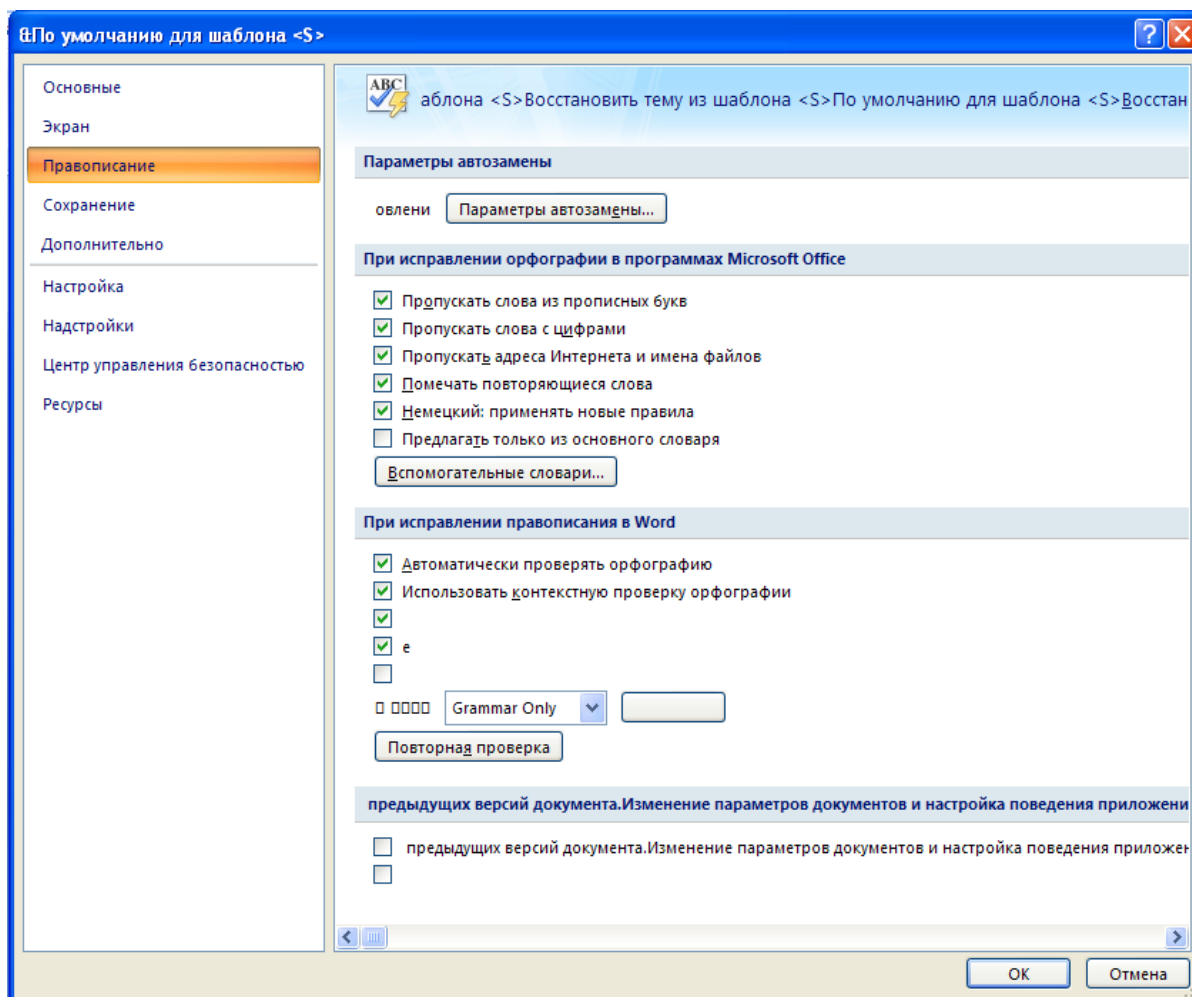 &По умолчанию для шаблона <S>
Основные
Экран
Правописание
Сохранение
Дополнительно
Настройка
Надстройки
Центр управления безопасностью
Ресурсы
ABC
аблона <S>Восстановить тему из шаблона <S>По умолчанию для шаблона <S>Восстан
Параметры автозамены
овлени Параметры автозамены...
При исправлении орфографии в программах Microsoft Office
Пропускать слова из прописных букв
Пропускать слова с цифрами
Пропускать адреса Интернета и имена файлов
Помечать повторяющиеся слова
Немецкий: применять новые правила
Предлагать только из основного словаря
Вспомогательные словари...
При исправлении правописания в Word
Автоматически проверять орфографию
Использовать контекстную проверку орфографии
е
Grammar Only
Повторная проверка
предыдущих версий документа.Изменение параметров документов и настройка поведения приложени
предыдущих версий документа.Изменение параметров документов и настройка поведения приложен
ОК Отмена